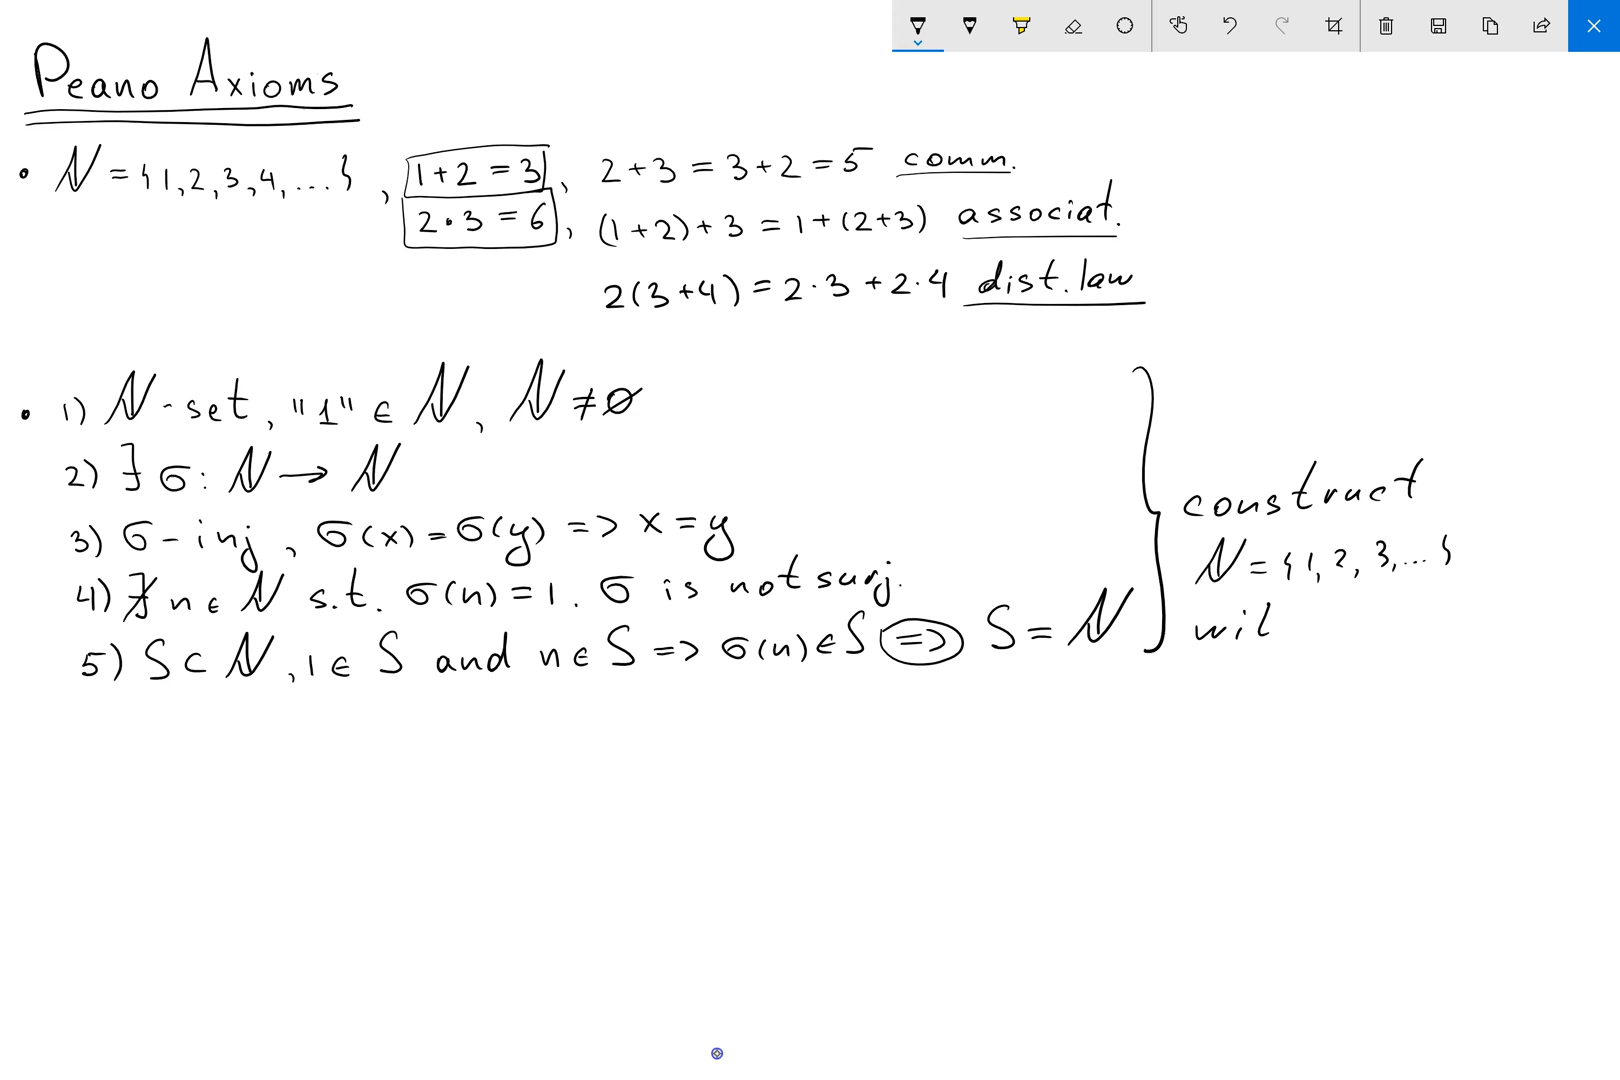 Peano Axioms
• ℕ = {1,2,3,4,...}, 1+2=3, 2+3=3+2=5 comm.
2·3=6, (1+2)+3=1+(2+3) associat.
2(3+4)=2·3+2·4 dist. law
• 1) ℕ-set, "1"∈ℕ, ℕ≠∅
2) ∃ σ: ℕ→ℕ
3) σ-inj, σ(x)=σ(y) => x=y
4) ∄ n∈ℕ s.t. σ(n)=1. σ is not surj.
5) S⊂ℕ, 1∈S and n∈S => σ(n)∈S => S=ℕ
construct
ℕ={1,2,3,...}
wil